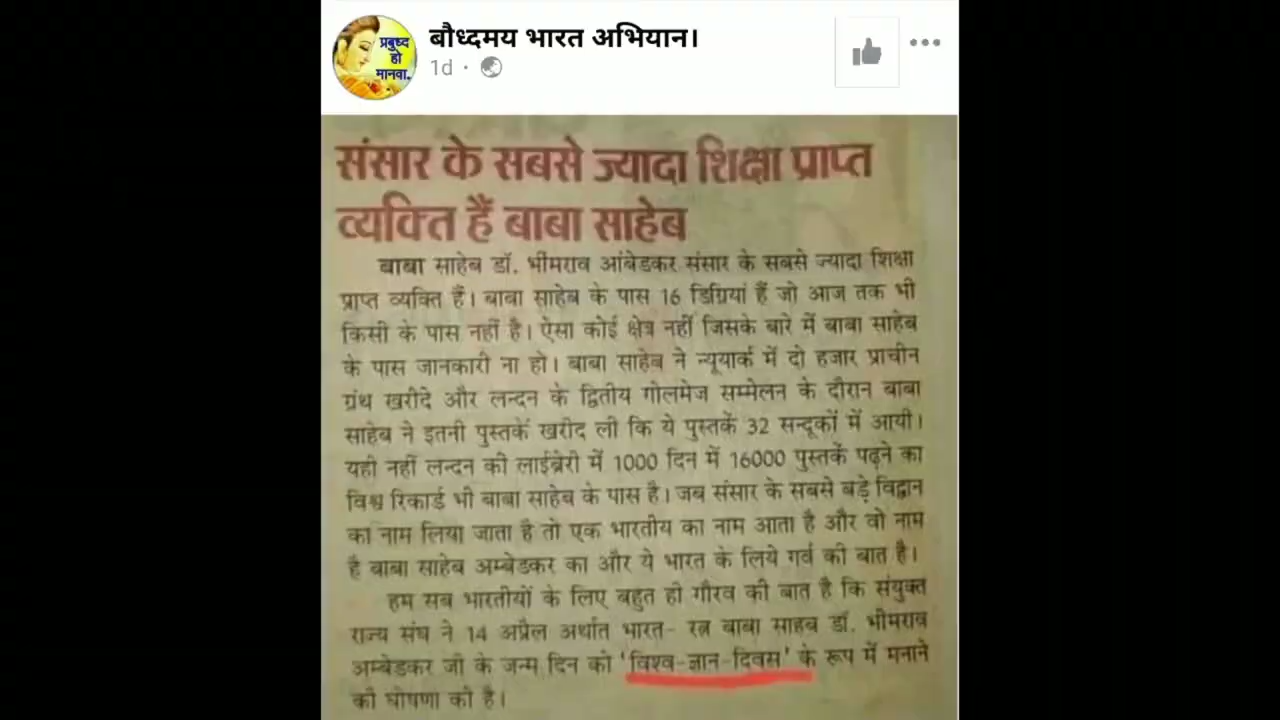 प्रबुध्द
हो
मानवा.
बौध्दमय भारत अभियान।
1d
संसार के सबसे ज्यादा शिक्षा प्राप्त
व्यक्ति हैं बाबा साहेब
बाबा साहेब डॉ. भीमराव आंबेडकर संसार के सबसे ज्यादा शिक्षा
प्राप्त व्यक्ति हैं। बाबा साहेब के पास 16 डिग्रियां हैं जो आज तक भी
किसी के पास नहीं है। ऐसा कोई क्षेत्र नहीं जिसके बारे में बाबा साहेब
के पास जानकारी ना हो। बाबा साहेब ने न्यूयार्क में दो हजार प्राचीन
ग्रंथ खरीदे और लन्दन के द्वितीय गोलमेज सम्मेलन के दौरान बाबा
साहेब ने इतनी पुस्तकें खरीद ली कि ये पुस्तकें 32 सन्दूकों में आयी।
यही नहीं लन्दन की लाईब्रेरी में 1000 दिन में 16000 पुस्तकें पढ़ने का
विश्व रिकार्ड भी बाबा साहेब के पास है। जब संसार के सबसे बड़े विद्वान
का नाम लिया जाता है तो एक भारतीय का नाम आता है और वो नाम
है बाबा साहेब अम्बेडकर का और ये भारत के लिये गर्व की बात है।
हम सब भारतीयों के लिए बहुत ही गौरव की बात है कि संयुक्त
राज्य संघ ने 14 अप्रैल अर्थात भारत- रत्न बाबा साहब डॉ. भीमराव
अम्बेडकर जी के जन्म दिन को 'विश्व-ज्ञान-दिवस' के रूप में मनाने
की घोषणा की है।